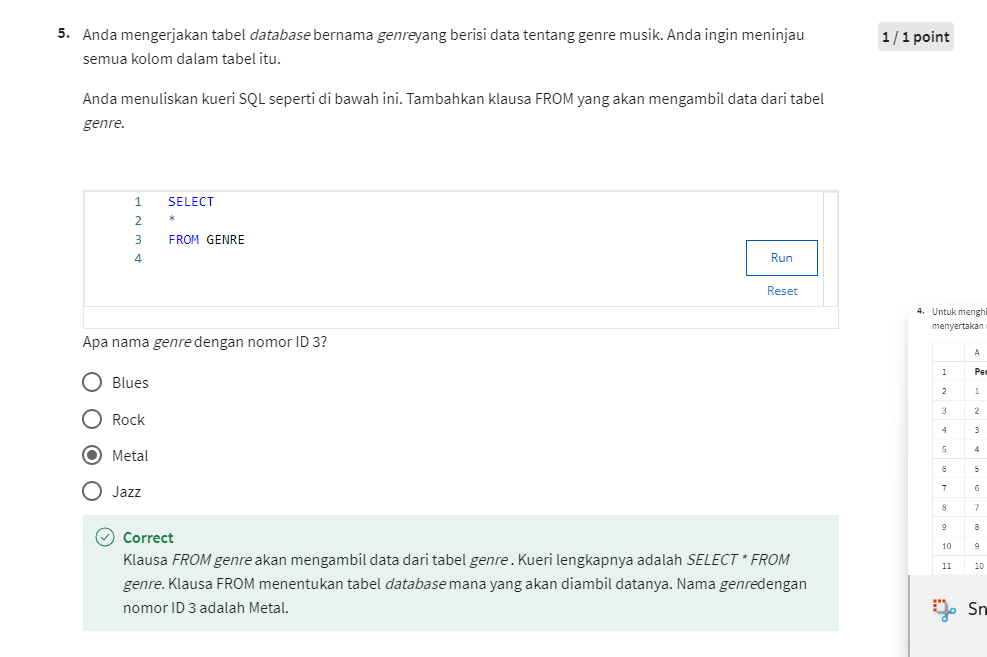 5. Anda mengerjakan tabel database bernama genreyang berisi data tentang genre musik. Anda ingin meninjau
semua kolom dalam tabel itu.
1 / 1 point
Anda menuliskan kueri SQL seperti di bawah ini. Tambahkan klausa FROM yang akan mengambil data dari tabel
genre.
1 SELECT
2 *
3 FROM GENRE
4
Run
Reset
Apa nama genre dengan nomor ID 3?
Blues
Rock
Metal
Jazz
Correct
Klausa FROM genre akan mengambil data dari tabel genre . Kueri lengkapnya adalah SELECT * FROM
genre. Klausa FROM menentukan tabel database mana yang akan diambil datanya. Nama genredengan
nomor ID 3 adalah Metal.
4. Untuk menghi
menyertakan
A
1 Per
2 1
3 2
4 3
5 4
6 5
7 6
8 7
9 8
10 9
11 10
Sn